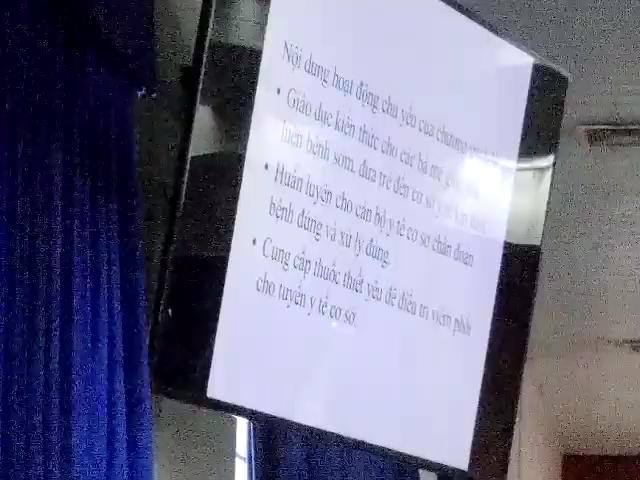 Nội dung hoạt động chủ yếu của chương
• Giáo dục kiến thức cho các bà mẹ
hiện bệnh sớm, đưa trẻ đến cơ sở y tế
• Huấn luyện cho cán bộ y tế cơ sở chẩn đoán
bệnh đúng và xử lý đúng.
• Cung cấp thuốc thiết yếu để điều trị viêm phổi
cho tuyến y tế cơ sở.